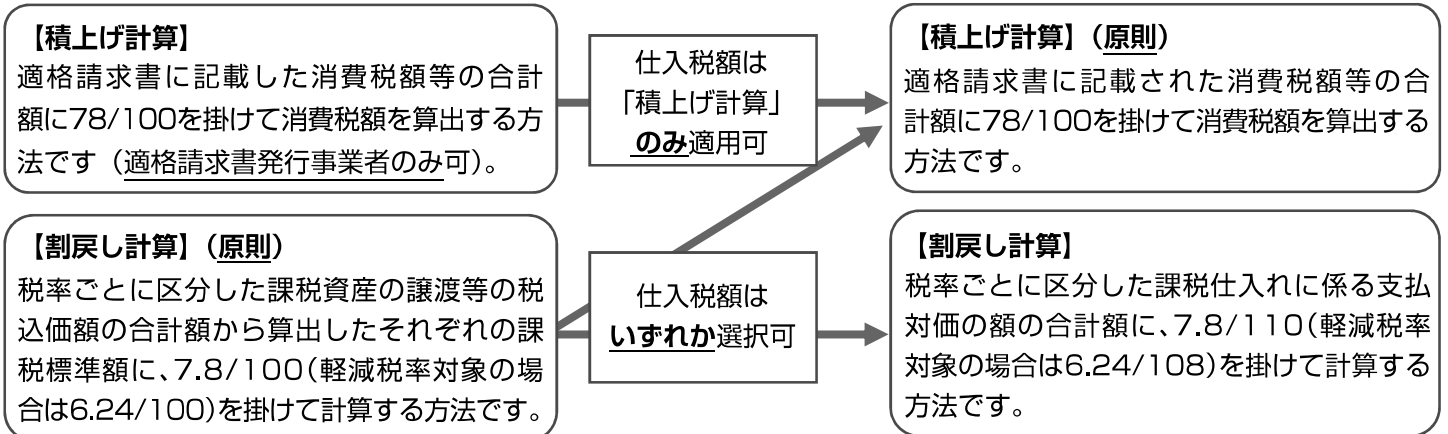 【積上げ計算】
適格請求書に記載した消費税額等の合計
額に78/100を掛けて消費税額を算出する方
法です（適格請求書発行事業者のみ可）。
仕入税額は
「積上げ計算」
のみ適用可
【積上げ計算】（原則）
適格請求書に記載された消費税額等の合
計額に78/100を掛けて消費税額を算出する
方法です。
【割戻し計算】（原則）
税率ごとに区分した課税資産の譲渡等の税
込価額の合計額から算出したそれぞれの課
税標準額に、7.8/100（軽減税率対象の場
合は6.24/100）を掛けて計算する方法です。
仕入税額は
いずれか選択可
【割戻し計算】
税率ごとに区分した課税仕入れに係る支払
対価の額の合計額に、7.8/110（軽減税率
対象の場合は6.24/108）を掛けて計算する
方法です。